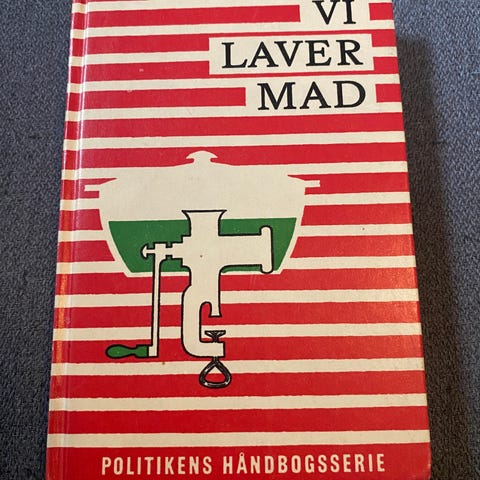 VI
LAVER
MAD
POLITIKENS HÅNDBOGSSERIE